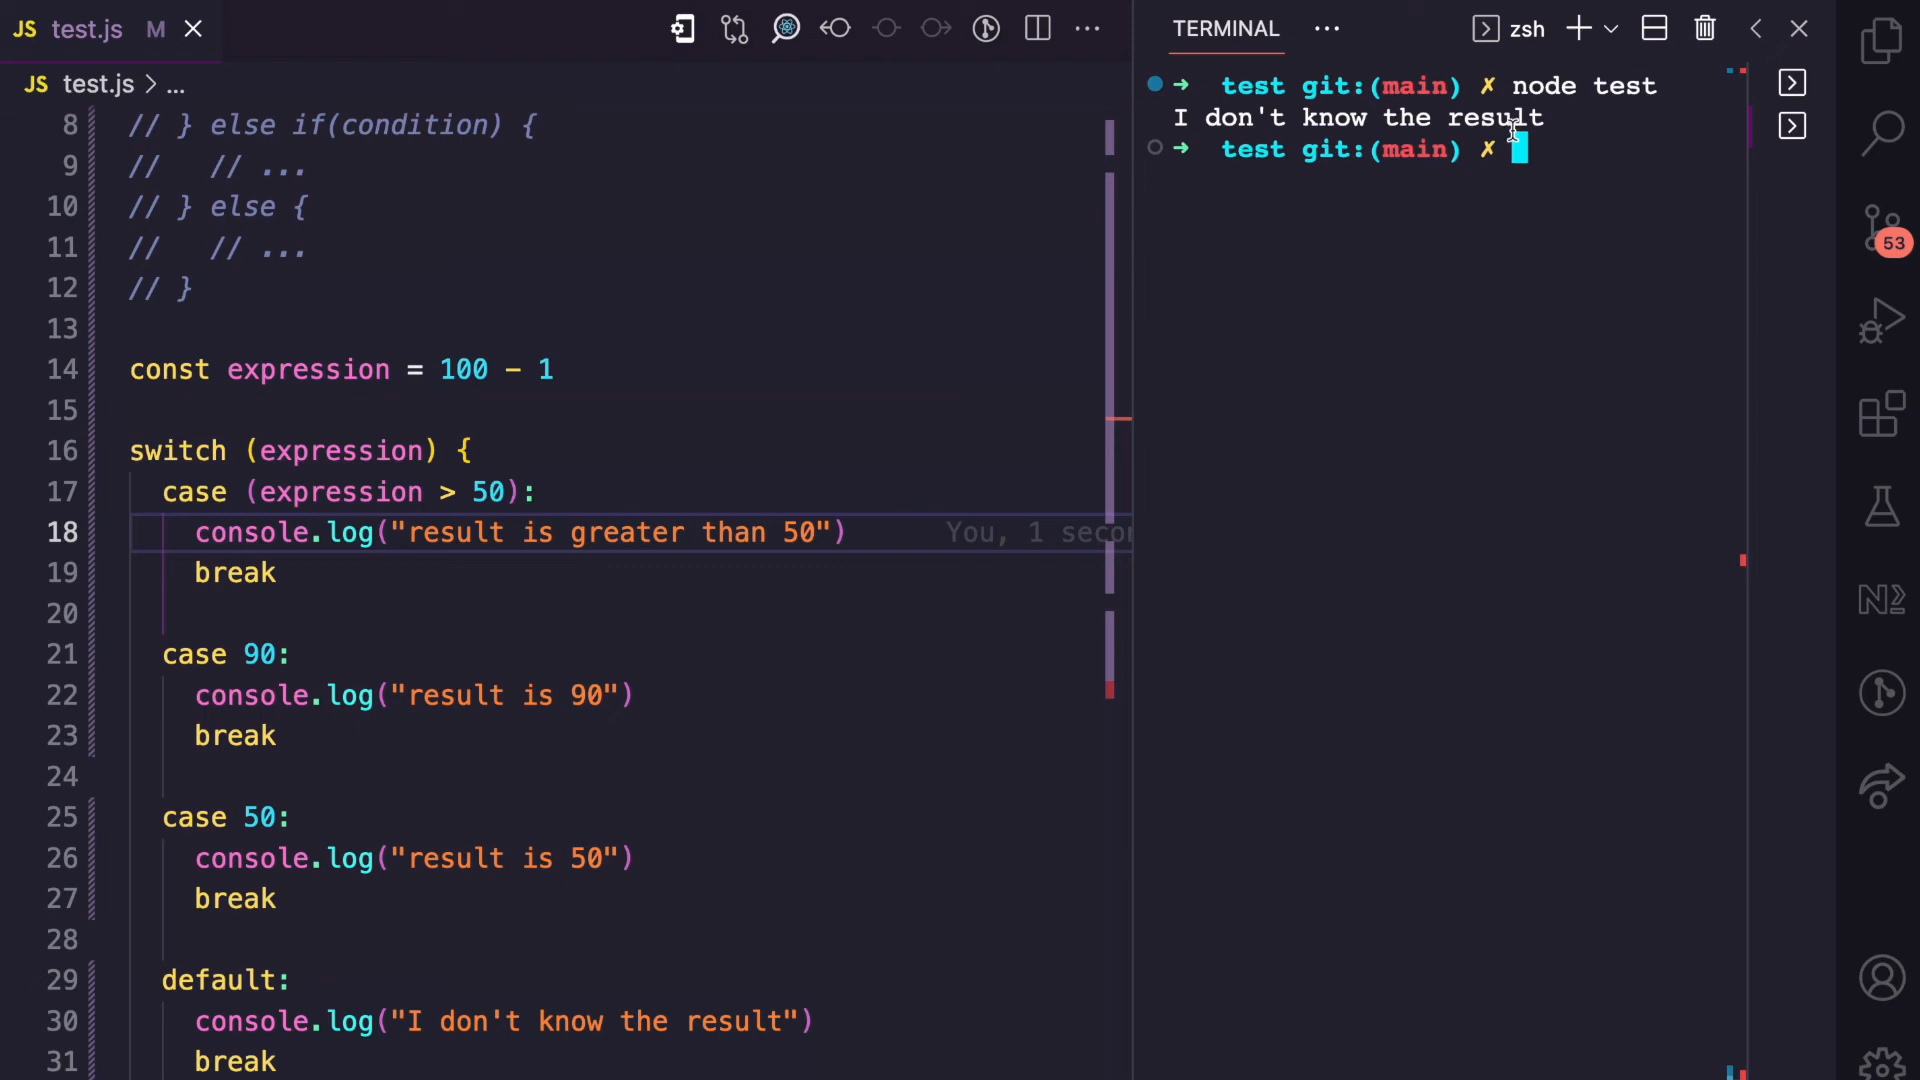 JS test.js M
JS test.js > ...
8 // } else if(condition) {
9 //   // ...
10 // } else {
11 //   // ...
12 // }
13
14 const expression = 100 - 1
15
16 switch (expression) {
17 case (expression > 50):
18 console.log("result is greater than 50") You, 1 secon
19 break
20
21 case 90:
22 console.log("result is 90")
23 break
24
25 case 50:
26 console.log("result is 50")
27 break
28
29 default:
30 console.log("I don't know the result")
31 break
TERMINAL ... zsh
➜ test git:(main) ✗ node test
I don't know the result
➜ test git:(main) ✗
53